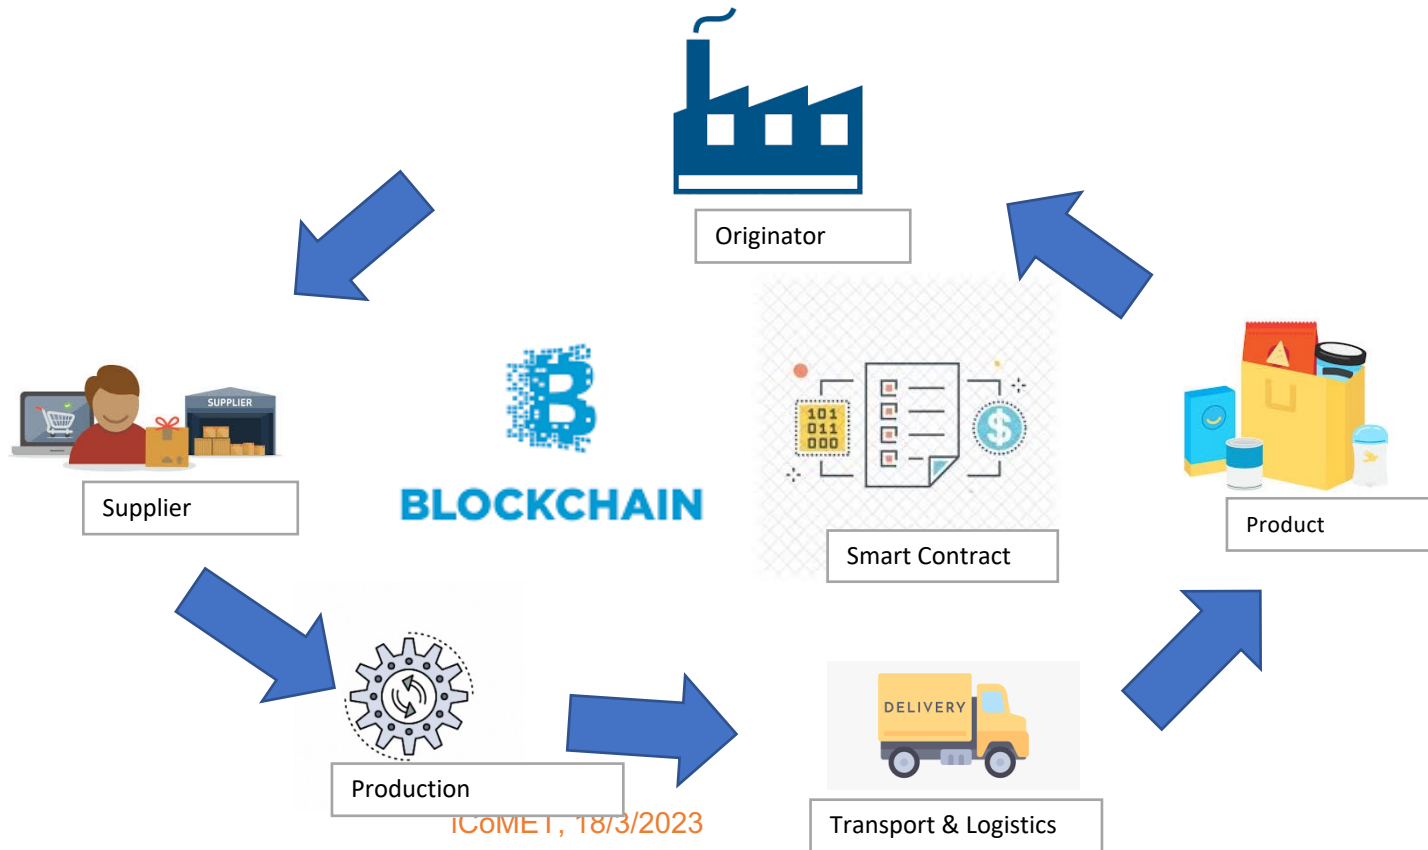 Originator
SUPPLIER
Supplier
B
BLOCKCHAIN
101
011
000
$
Smart Contract
Product
Production
DELIVERY
Transport & Logistics
iCoMET, 18/3/2023